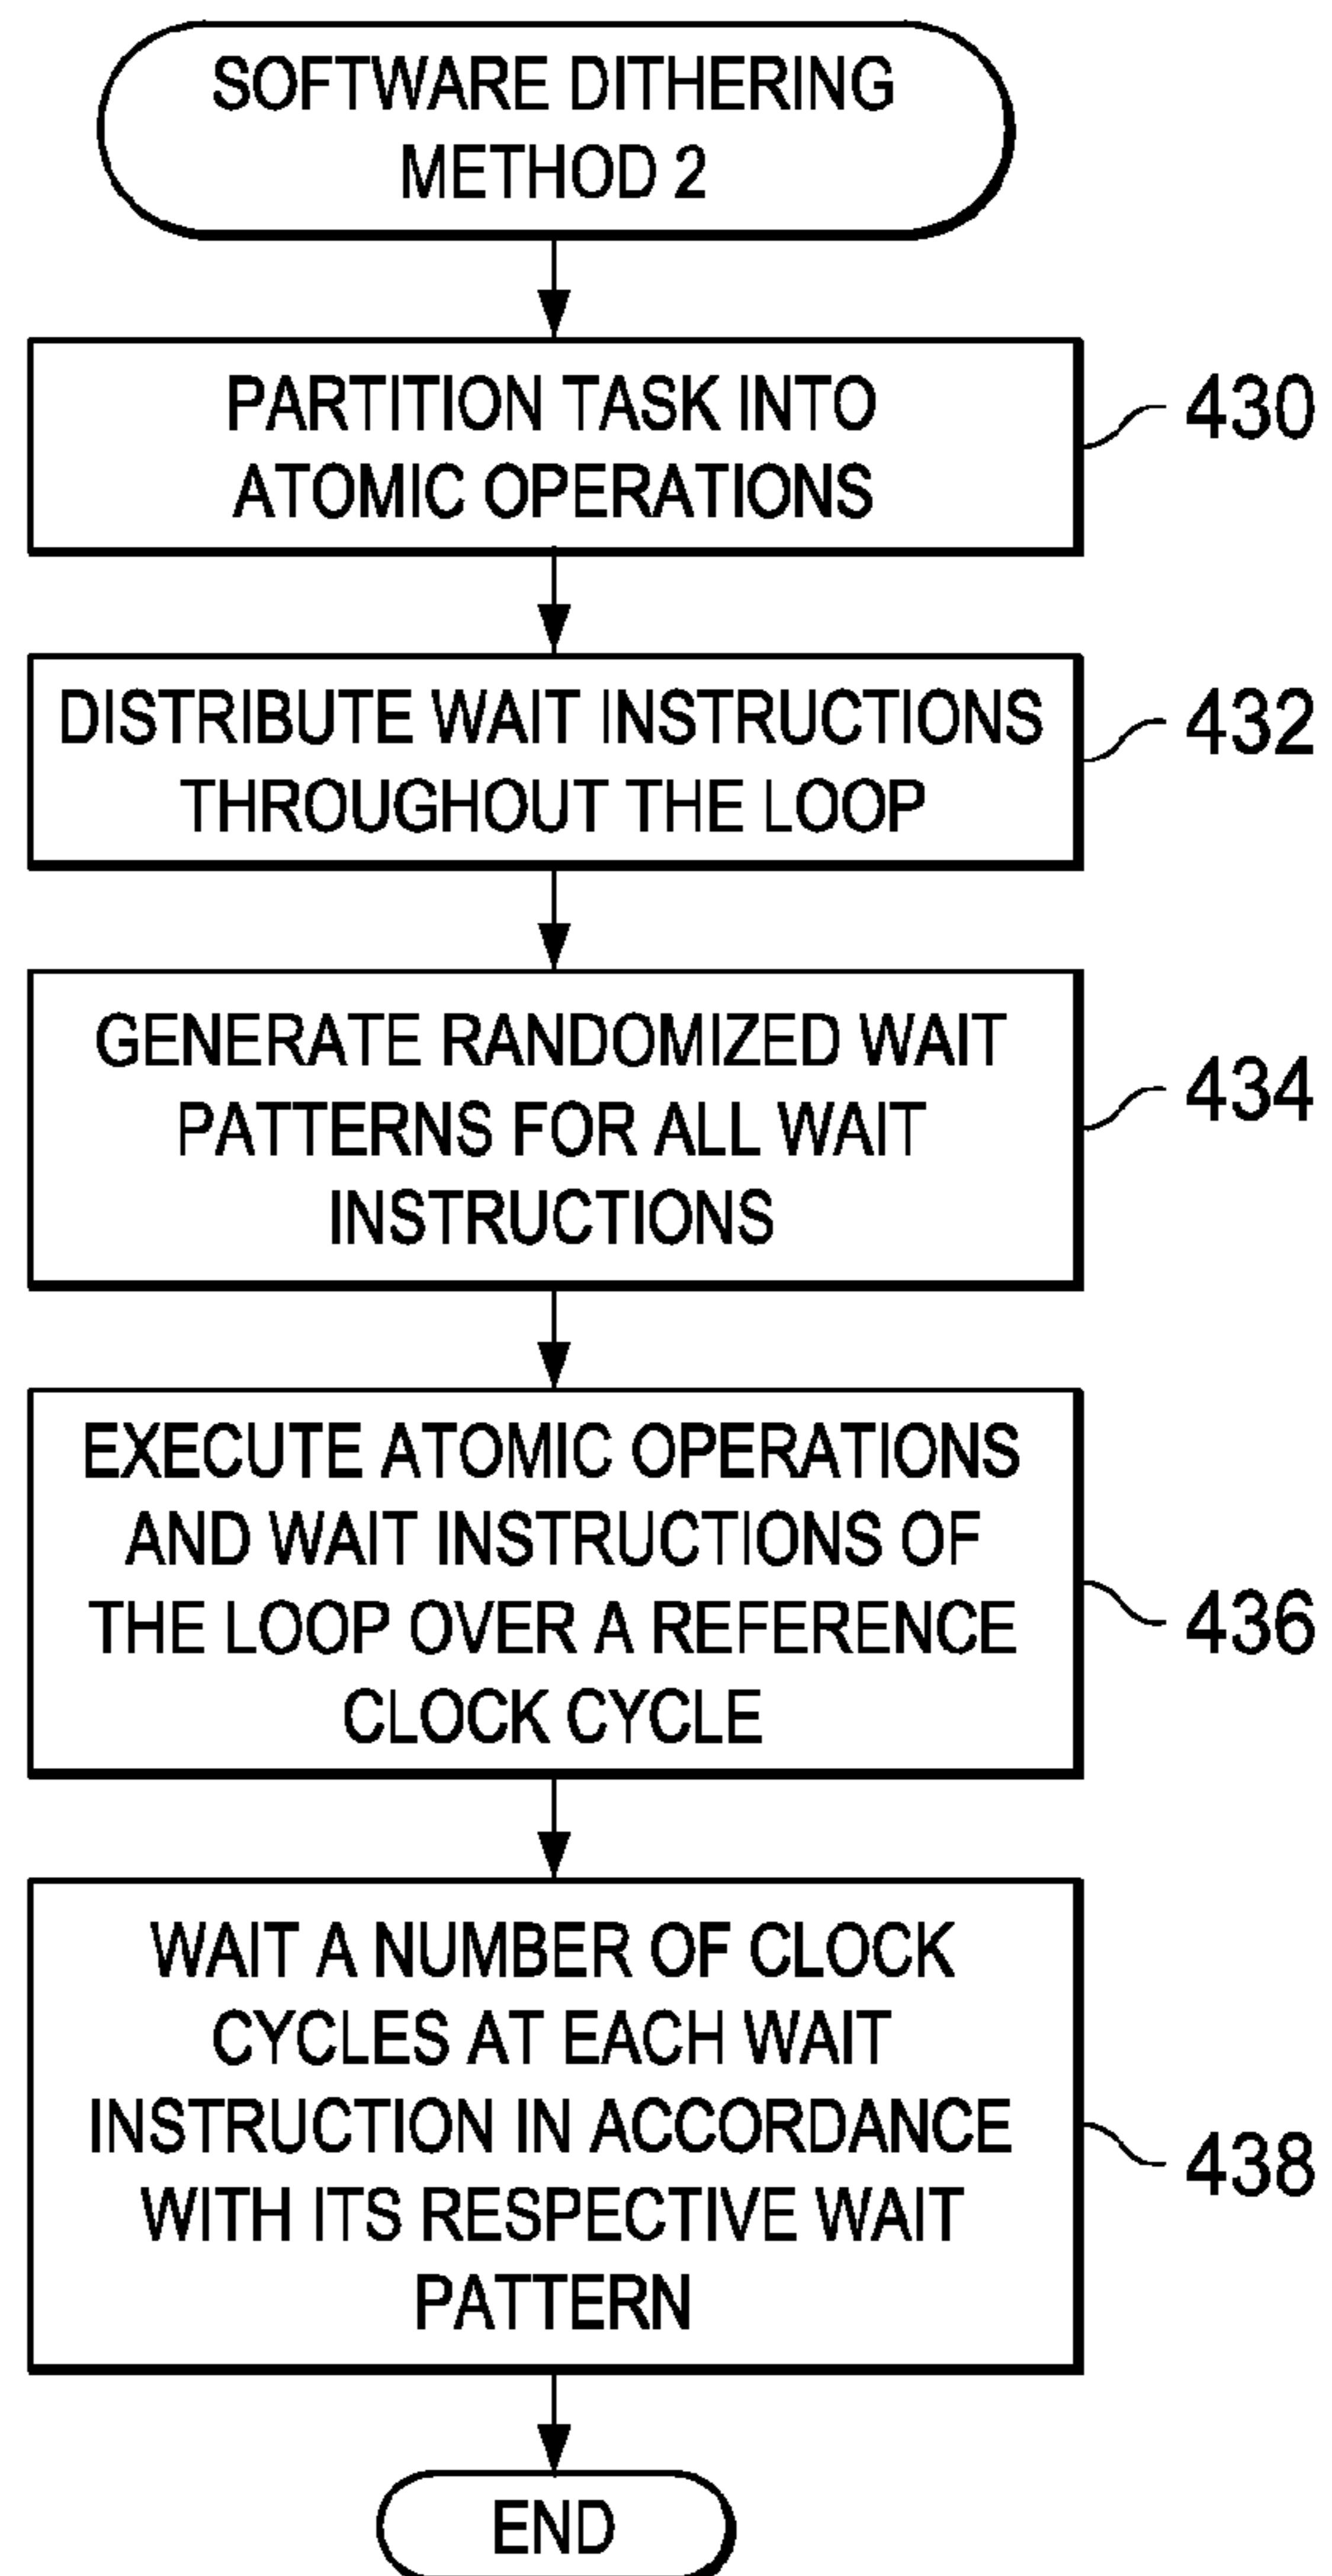 SOFTWARE DITHERING
METHOD 2
PARTITION TASK INTO
ATOMIC OPERATIONS
430
DISTRIBUTE WAIT INSTRUCTIONS
THROUGHOUT THE LOOP
432
GENERATE RANDOMIZED WAIT
PATTERNS FOR ALL WAIT
INSTRUCTIONS
434
EXECUTE ATOMIC OPERATIONS
AND WAIT INSTRUCTIONS OF
THE LOOP OVER A REFERENCE
CLOCK CYCLE
436
WAIT A NUMBER OF CLOCK
CYCLES AT EACH WAIT
INSTRUCTION IN ACCORDANCE
WITH ITS RESPECTIVE WAIT
PATTERN
438
END